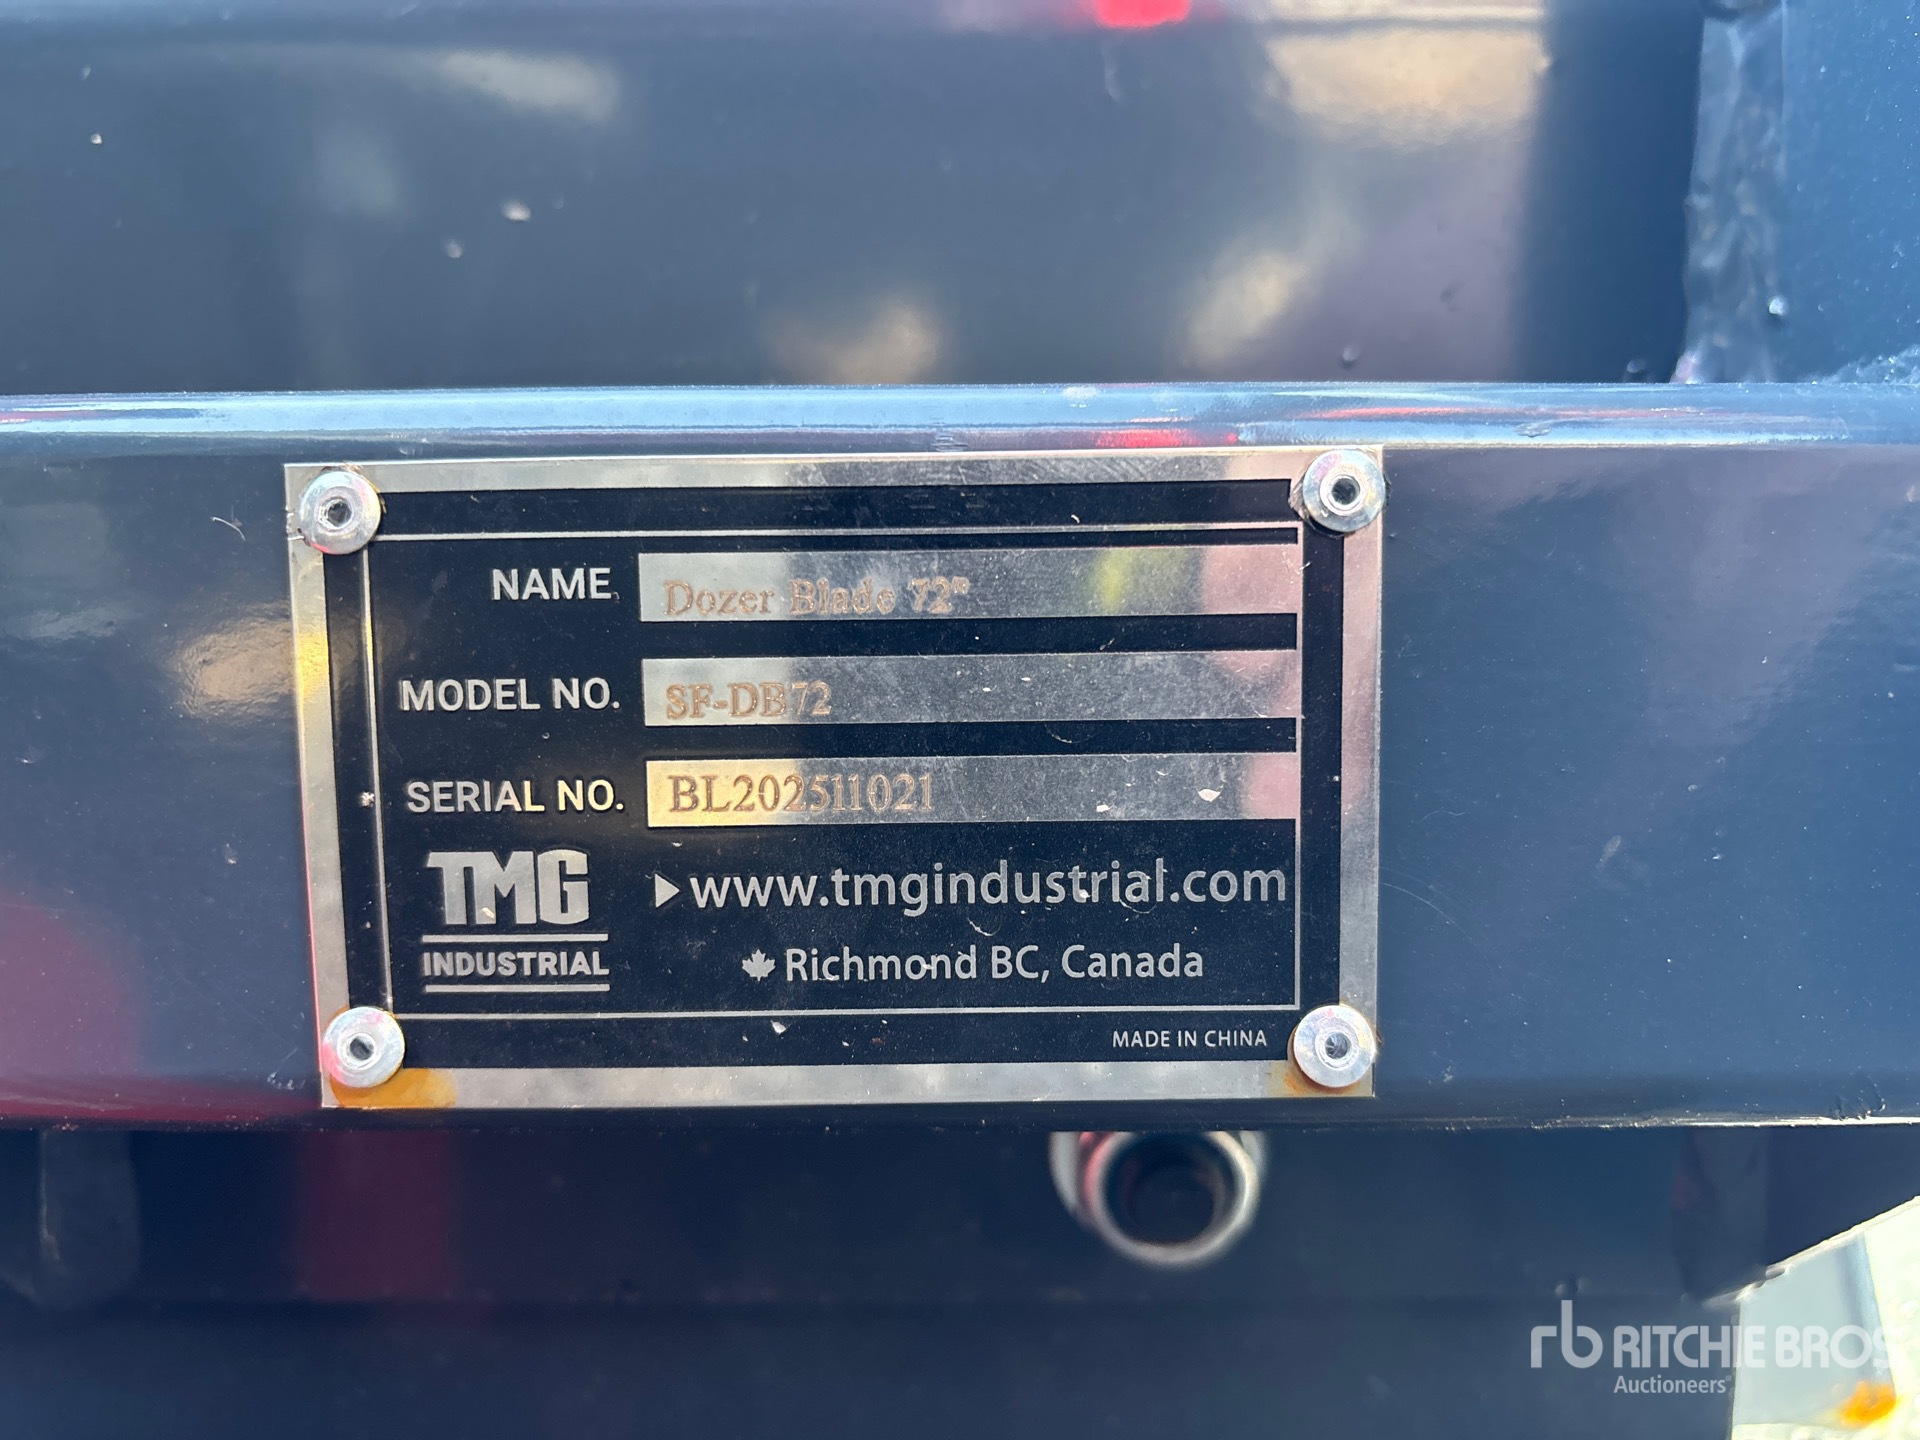 NAME Dozer Blade 72"
MODEL NO. SF-DB72
SERIAL NO. BL202511021
TMG
INDUSTRIAL
www.tmgindustrial.com
Richmond BC, Canada
MADE IN CHINA
rb RITCHIE BROS
Auctioneers